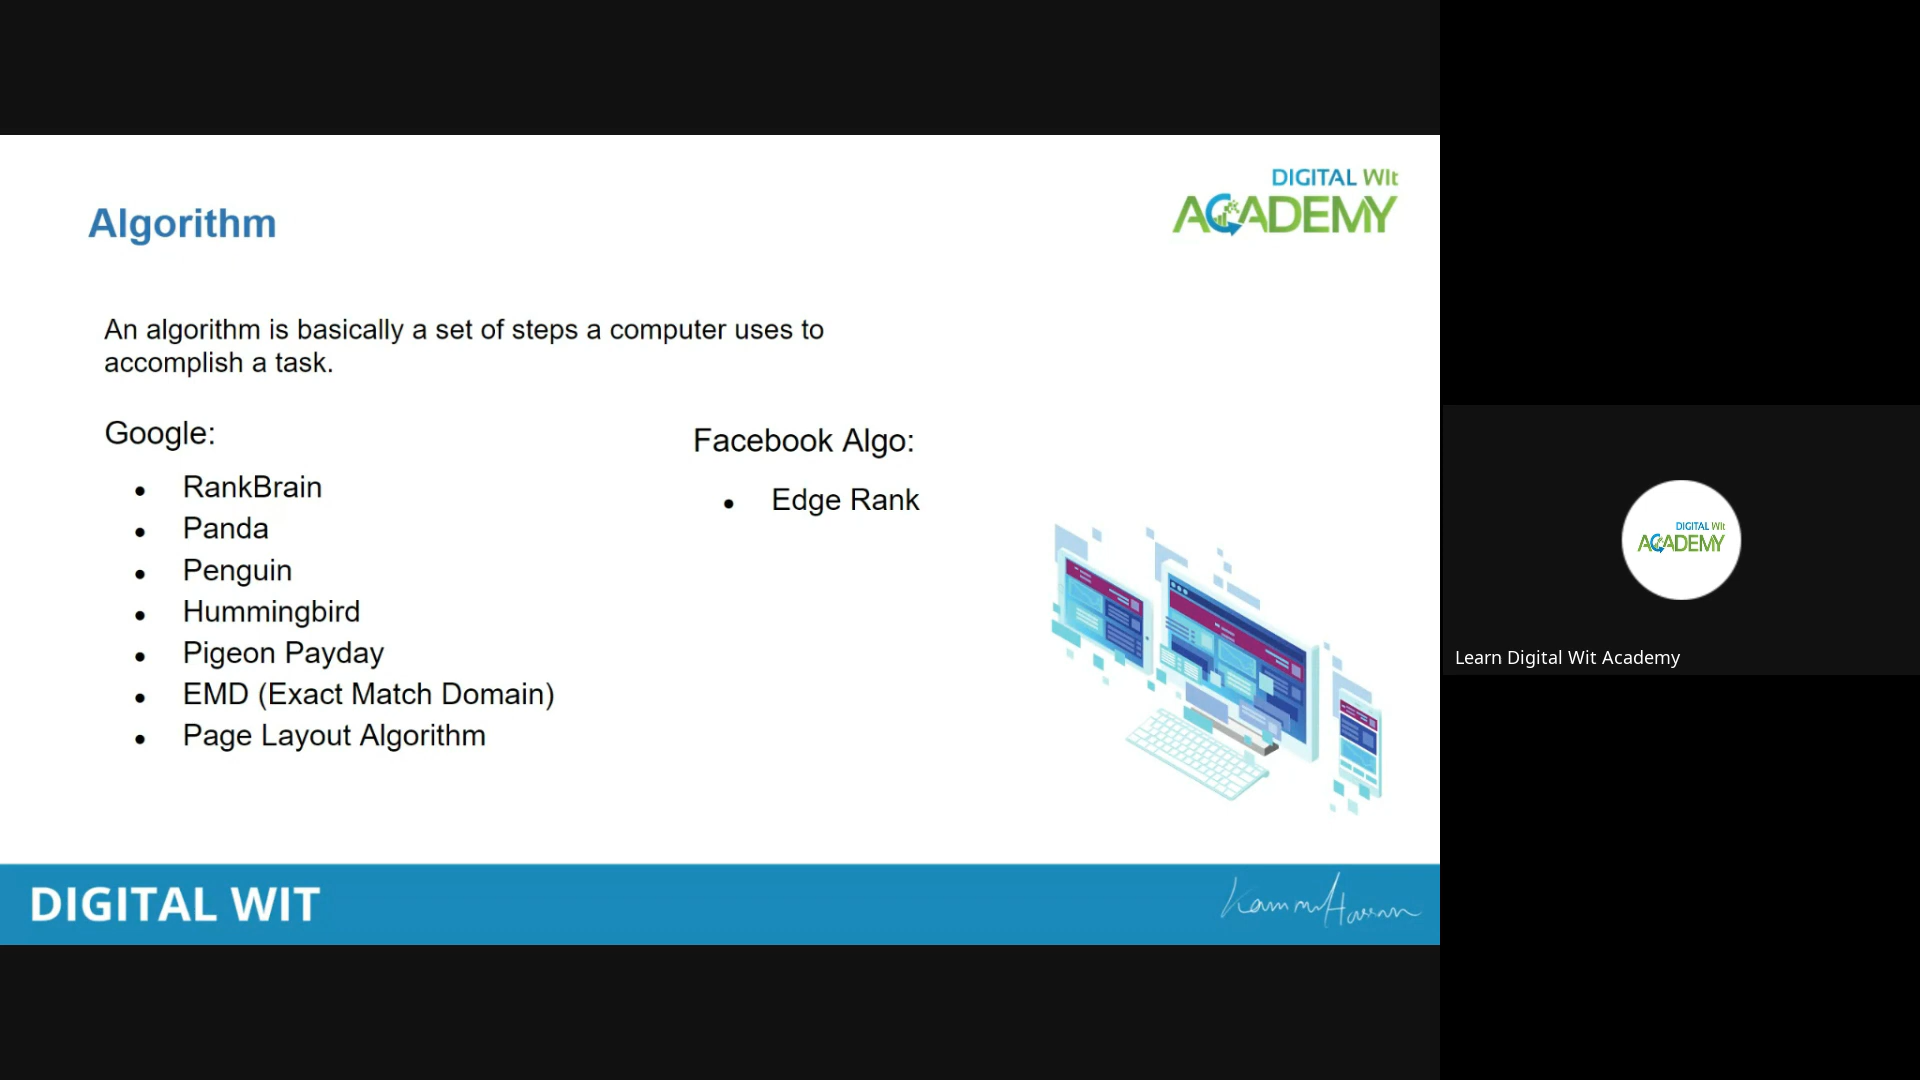 DIGITAL WIt
ACADEMY
Algorithm
An algorithm is basically a set of steps a computer uses to
accomplish a task.
Google:
● RankBrain
● Panda
● Penguin
● Hummingbird
● Pigeon Payday
● EMD (Exact Match Domain)
● Page Layout Algorithm
Facebook Algo:
● Edge Rank
DIGITAL WIT
DIGITAL WIt
ACADEMY
Learn Digital Wit Academy